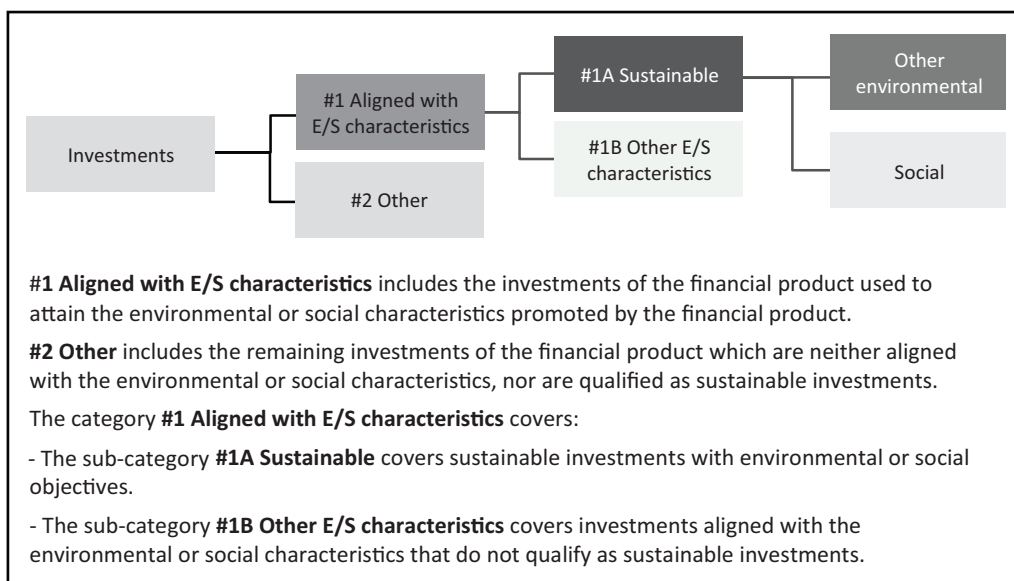 Investments
#1 Aligned with
E/S characteristics
#2 Other
#1A Sustainable
#1B Other E/S
characteristics
Other
environmental
Social
#1 Aligned with E/S characteristics includes the investments of the financial product used to
attain the environmental or social characteristics promoted by the financial product.
#2 Other includes the remaining investments of the financial product which are neither aligned
with the environmental or social characteristics, nor are qualified as sustainable investments.
The category #1 Aligned with E/S characteristics covers:
- The sub-category #1A Sustainable covers sustainable investments with environmental or social
objectives.
- The sub-category #1B Other E/S characteristics covers investments aligned with the
environmental or social characteristics that do not qualify as sustainable investments.